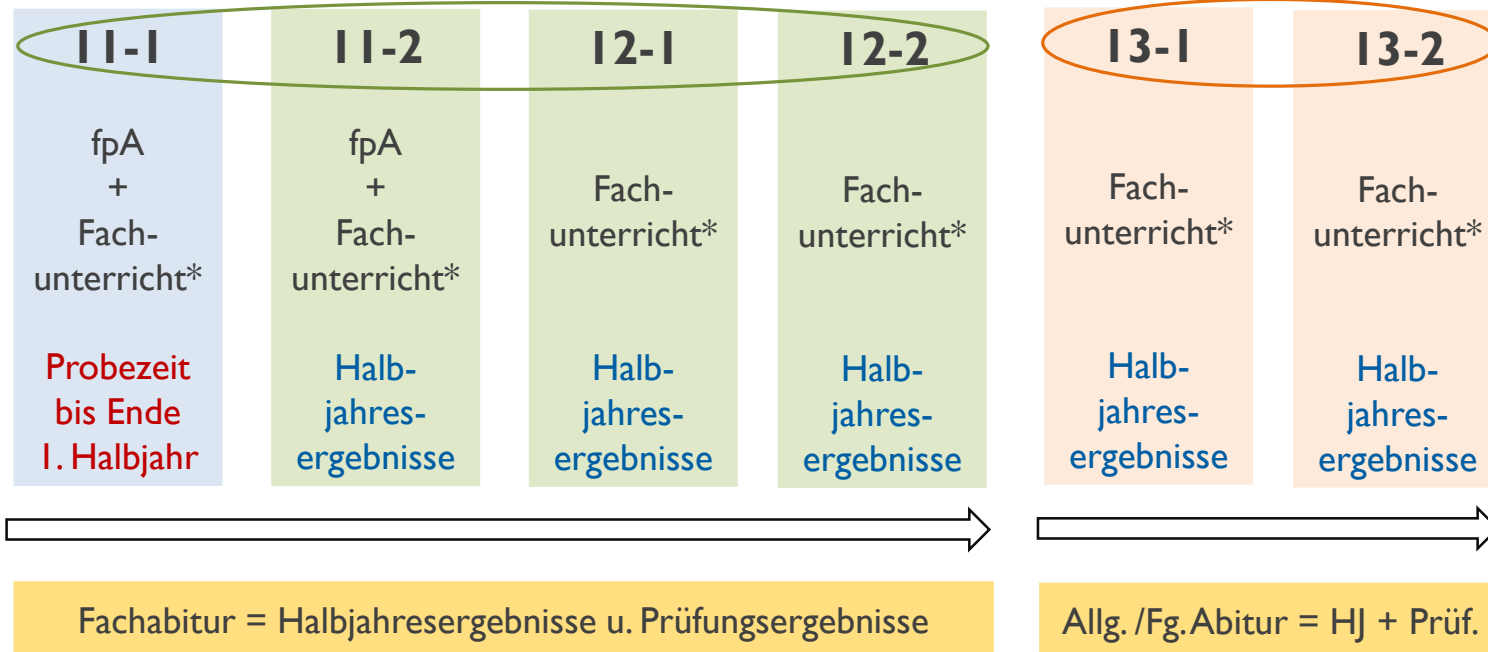 11-1
fpA
+
Fach-
unterricht*
Probezeit
bis Ende
1. Halbjahr
11-2
fpA
+
Fach-
unterricht*
Halb-
jahres-
ergebnisse
12-1
Fach-
unterricht*
Halb-
jahres-
ergebnisse
12-2
Fach-
unterricht*
Halb-
jahres-
ergebnisse
13-1
Fach-
unterricht*
Halb-
jahres-
ergebnisse
13-2
Fach-
unterricht*
Halb-
jahres-
ergebnisse
Fachabitur = Halbjahresergebnisse u. Prüfungsergebnisse
Allg. /Fg. Abitur = HJ + Prüf.